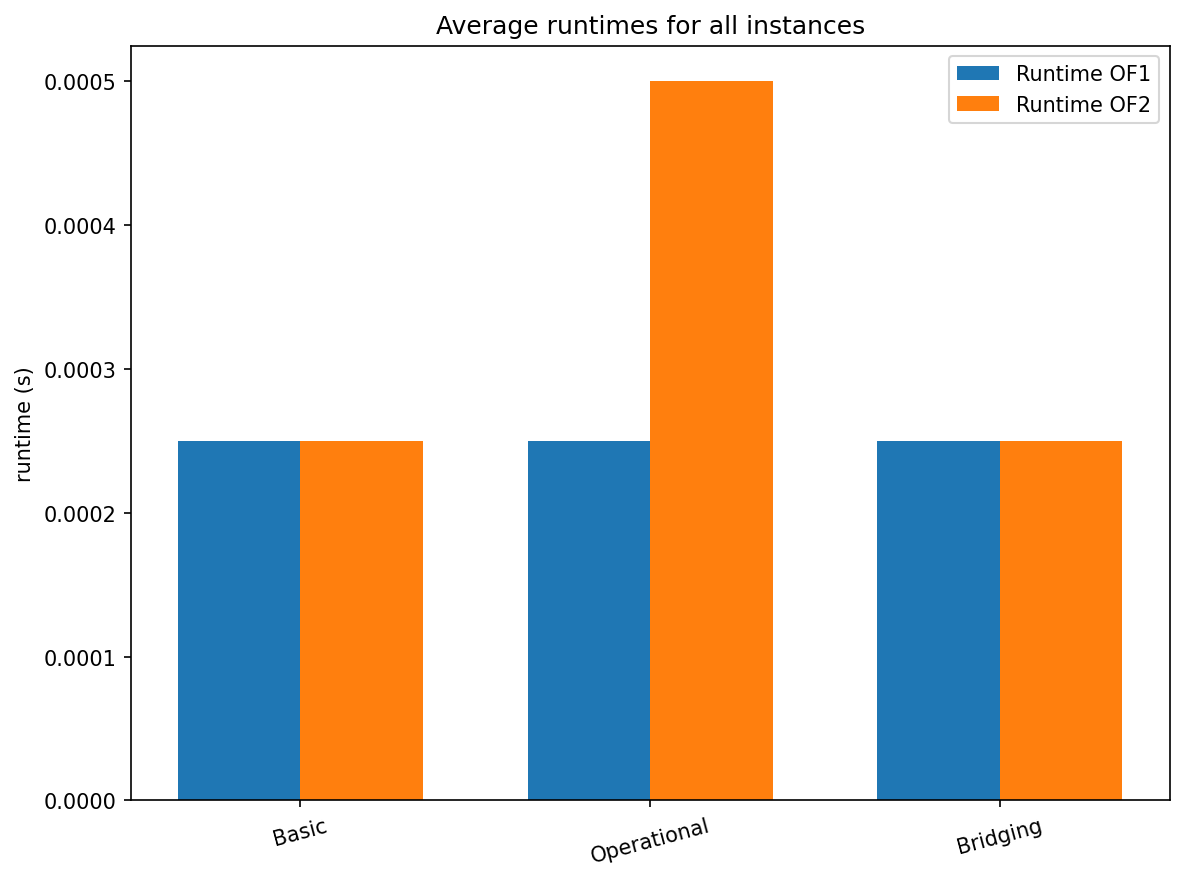 Average runtimes for all instances
Runtime OF1
Runtime OF2
runtime (s)
0.0005
0.0004
0.0003
0.0002
0.0001
0.0000
Basic
Operational
Bridging